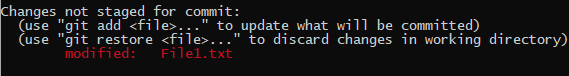 Changes not staged for commit:
  (use "git add <file>..." to update what will be committed)
  (use "git restore <file>..." to discard changes in working directory)
        modified:   File1.txt